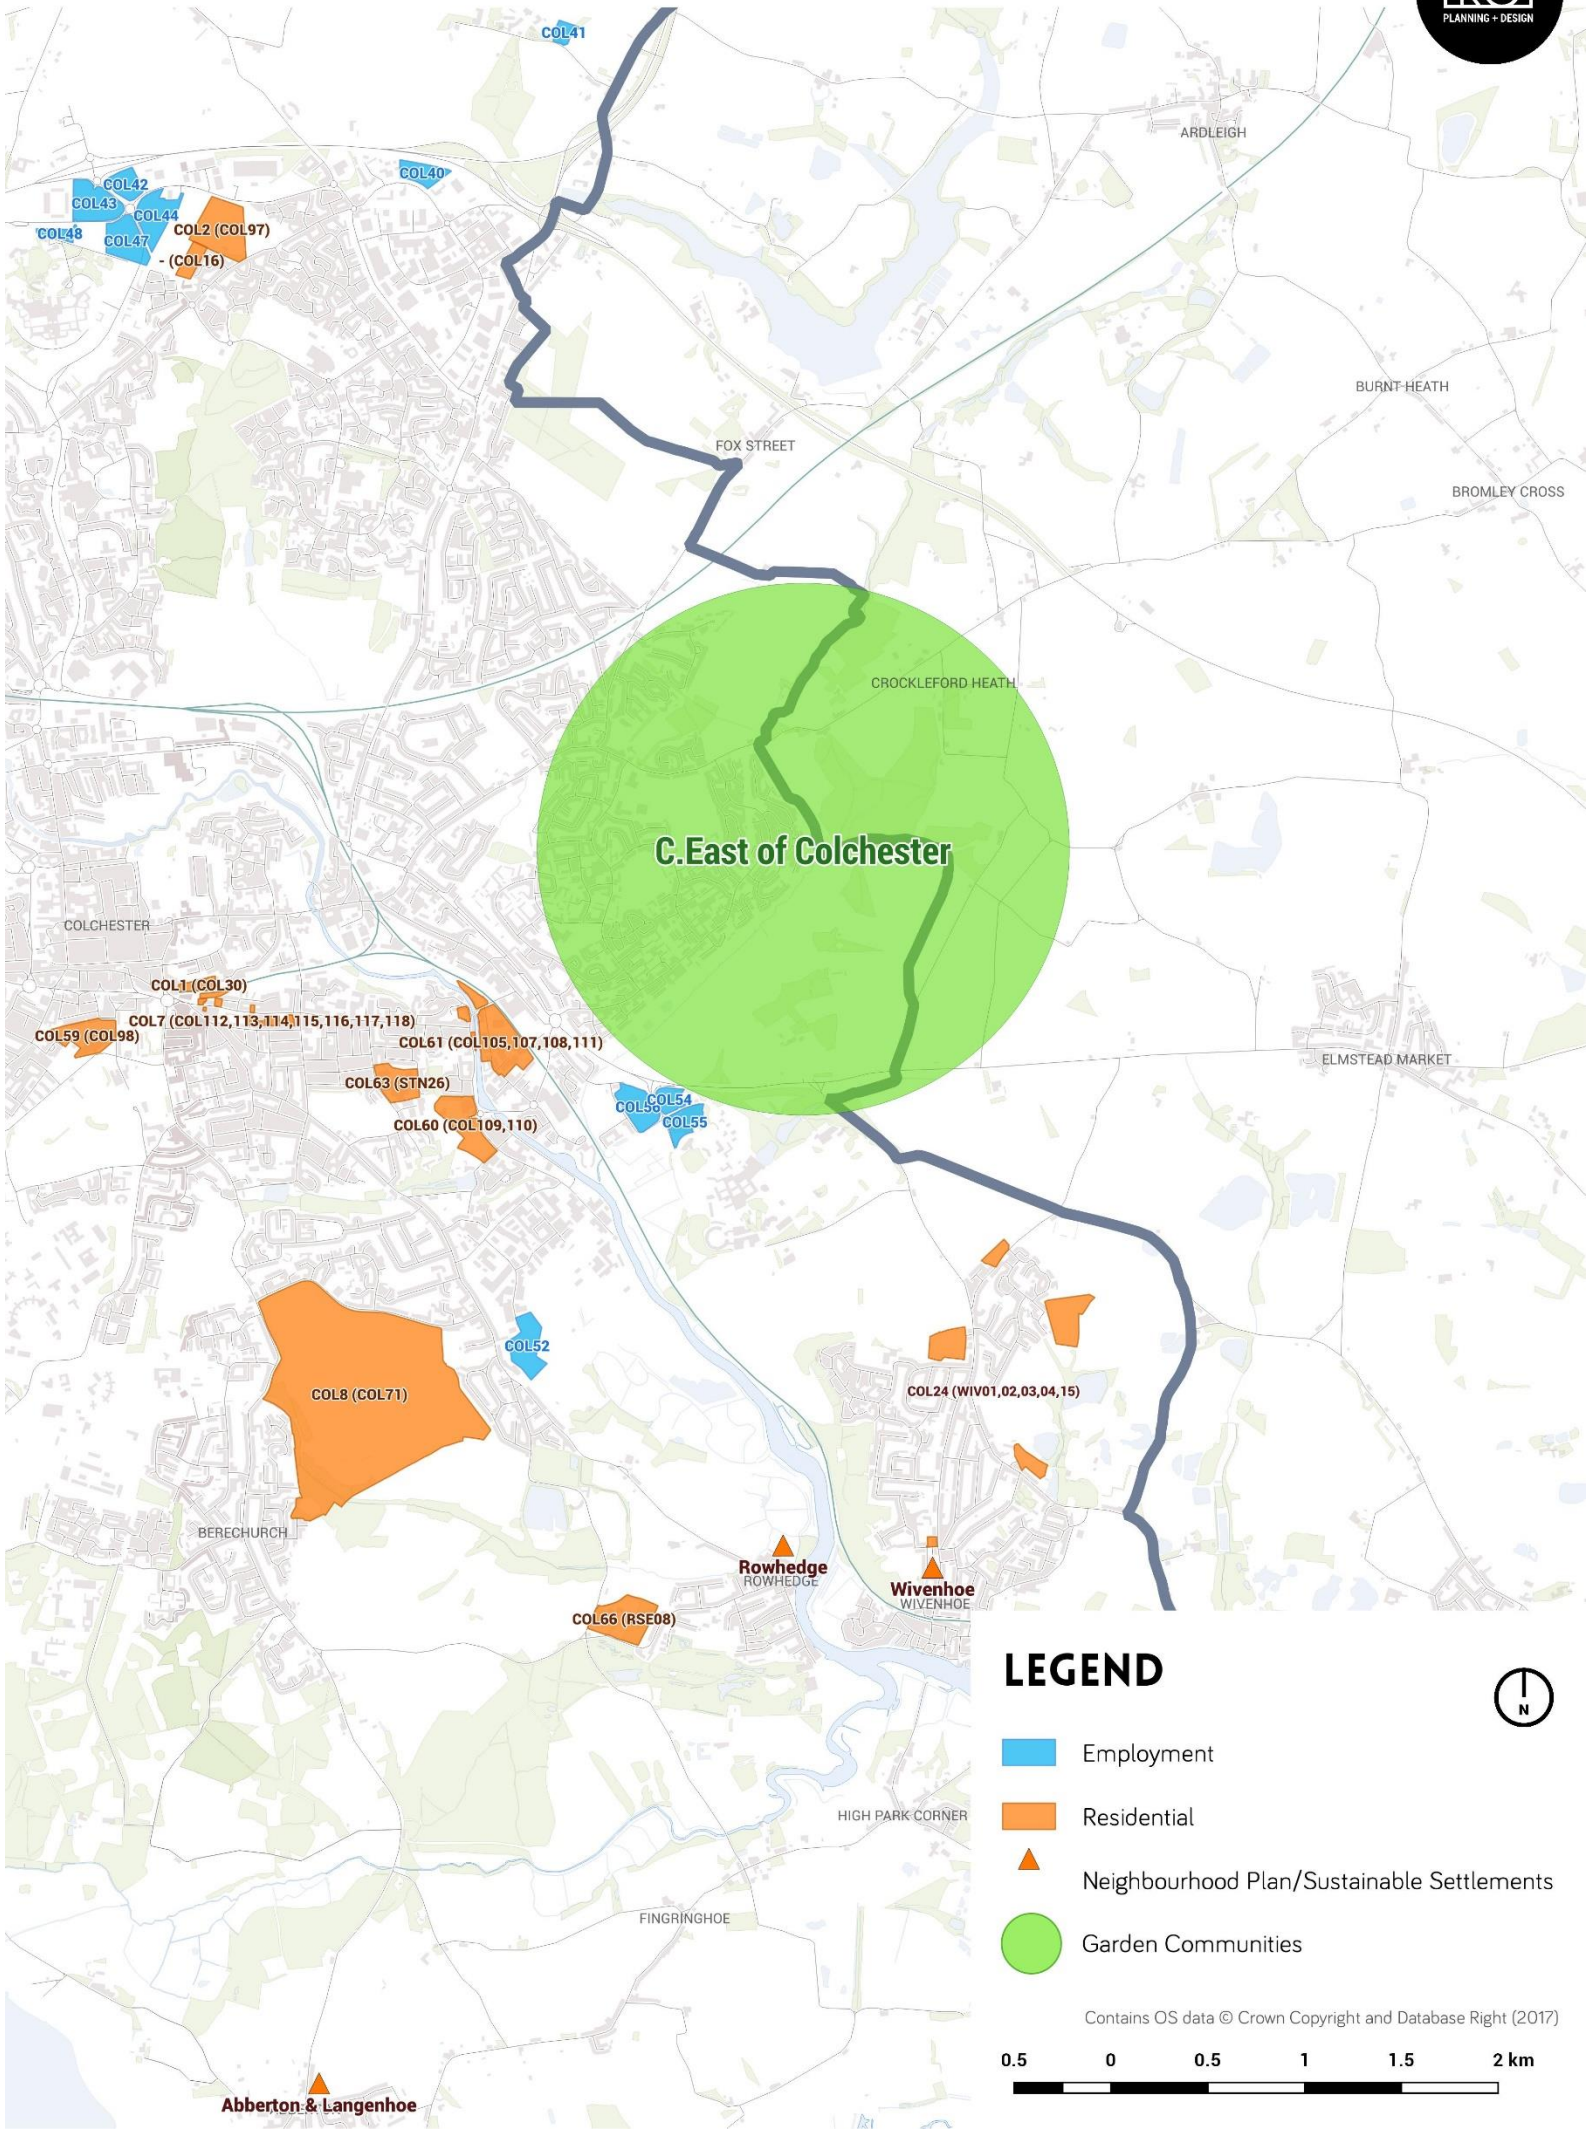 PLANNING + DESIGN
COL41
ARDLEIGH
COL40
COL42
COL43
COL44
COL2 (COL97)
COL48
COL47
- (COL16)
BURNT HEATH
FOX STREET
BROMLEY CROSS
CROCKLEFORD HEATH
C.East of Colchester
COLCHESTER
COL1 (COL30)
COL7 (COL112,113,114,115,116,117,118)
COL59 (COL98)
COL61 (COL105,107,108,111)
ELMSTEAD MARKET
COL63 (STN26)
COL54
COL55
COL60 (COL109,110)
COL52
COL8 (COL71)
COL24 (WIV01,02,03,04,15)
BERECHURCH
Rowhedge
ROWHEDGE
Wivenhoe
WIVENHOE
COL66 (RSE08)
LEGEND
N
Employment
Residential
HIGH PARK CORNER
Neighbourhood Plan/Sustainable Settlements
FINGRINGHOE
Garden Communities
Contains OS data © Crown Copyright and Database Right (2017)
0.5 0 0.5 1 1.5 2 km
Abberton & Langenhoe